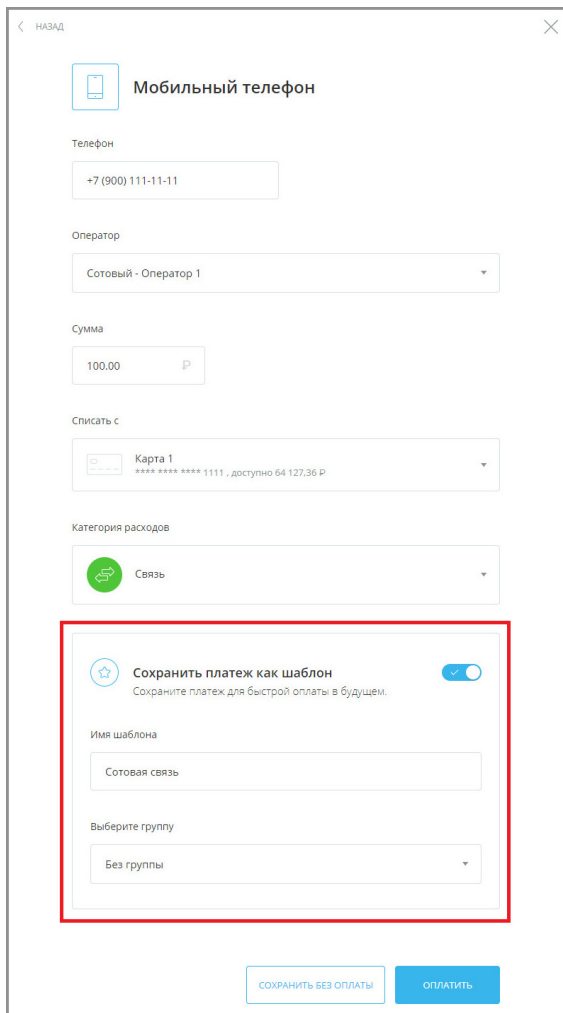 НАЗАД
Мобильный телефон
Телефон
+7 (900) 111-11-11
Оператор
Сотовый - Оператор 1
Сумма
100.00 ₽
Списать с
Карта 1
**** **** **** 1111 , доступно 64 127,36 ₽
Категория расходов
Связь
Сохранить платеж как шаблон
Сохраните платеж для быстрой оплаты в будущем.
Имя шаблона
Сотовая связь
Выберите группу
Без группы
СОХРАНИТЬ БЕЗ ОПЛАТЫ ОПЛАТИТЬ